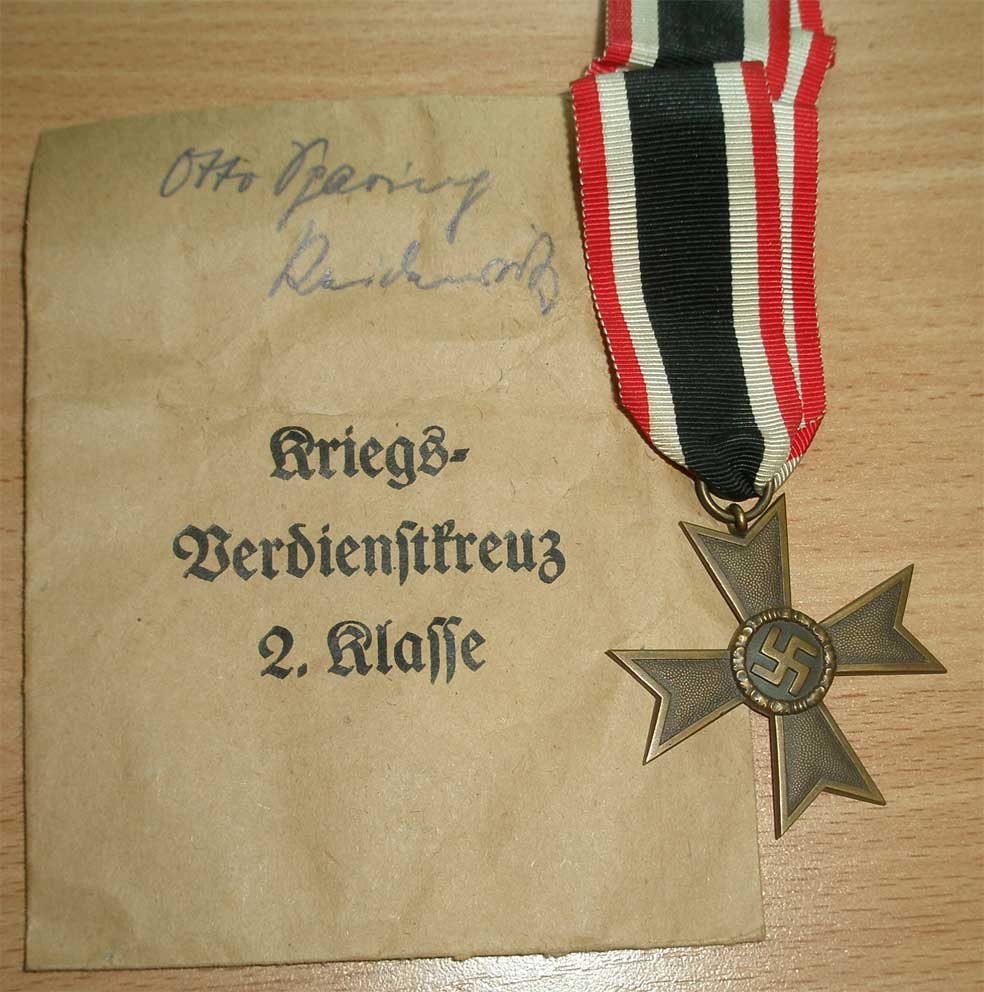 Otto
Kriegs-
Verdienſtkreuz
2. Klaſſe